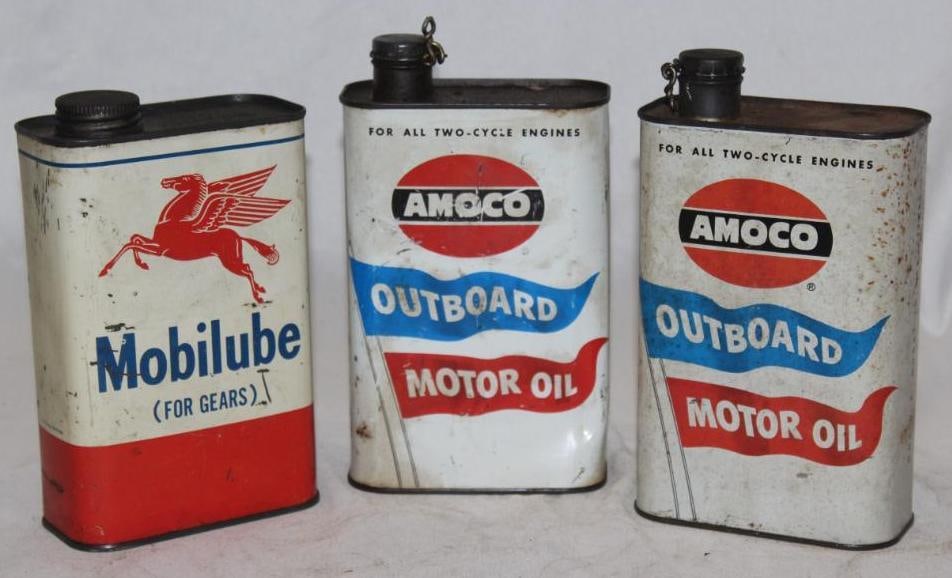 Mobilube
(FOR GEARS)
FOR ALL TWO-CYCLE ENGINES
AMOCO
OUTBOARD
MOTOR OIL
FOR ALL TWO-CYCLE ENGINES
AMOCO
®
OUTBOARD
MOTOR OIL